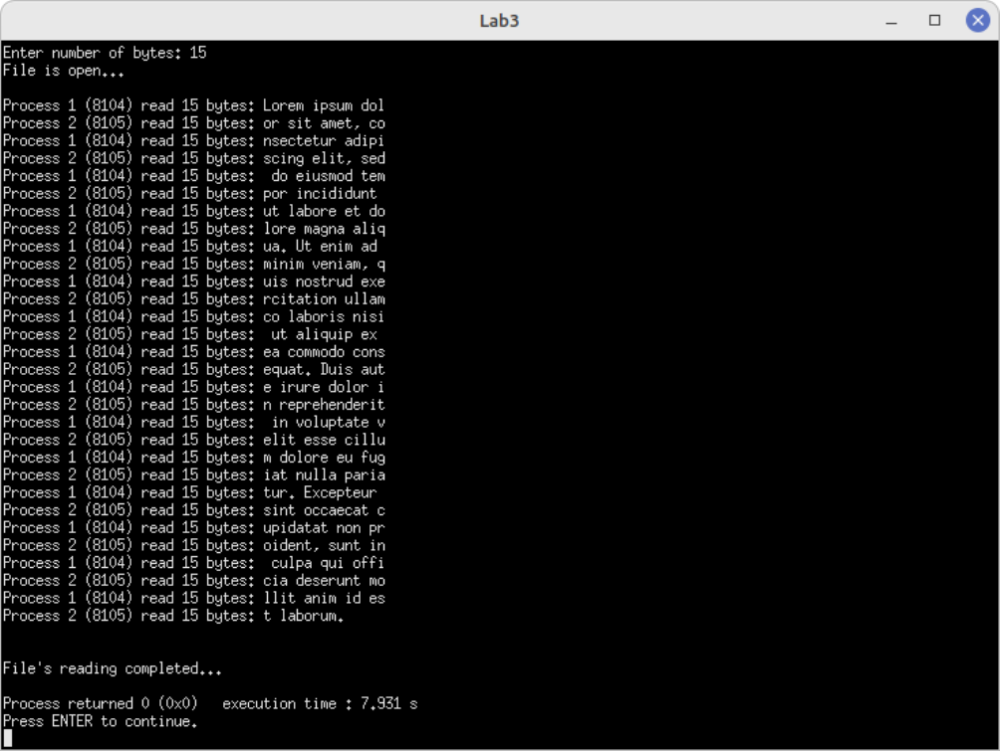 Lab3
Enter number of bytes: 15
File is open...
Process 1 (8104) read 15 bytes: Lorem ipsum dol
Process 2 (8105) read 15 bytes: or sit amet, co
Process 1 (8104) read 15 bytes: nsectetur adipi
Process 2 (8105) read 15 bytes: scing elit, sed
Process 1 (8104) read 15 bytes:  do eiusmod tem
Process 2 (8105) read 15 bytes: por incididunt
Process 1 (8104) read 15 bytes: ut labore et do
Process 2 (8105) read 15 bytes: lore magna aliq
Process 1 (8104) read 15 bytes: ua. Ut enim ad
Process 2 (8105) read 15 bytes: minim veniam, q
Process 1 (8104) read 15 bytes: uis nostrud exe
Process 2 (8105) read 15 bytes: rcitation ullam
Process 1 (8104) read 15 bytes: co laboris nisi
Process 2 (8105) read 15 bytes:  ut aliquip ex
Process 1 (8104) read 15 bytes: ea commodo cons
Process 2 (8105) read 15 bytes: equat. Duis aut
Process 1 (8104) read 15 bytes: e irure dolor i
Process 2 (8105) read 15 bytes: n reprehenderit
Process 1 (8104) read 15 bytes:  in voluptate v
Process 2 (8105) read 15 bytes: elit esse cillu
Process 1 (8104) read 15 bytes: m dolore eu fug
Process 2 (8105) read 15 bytes: iat nulla paria
Process 1 (8104) read 15 bytes: tur. Excepteur
Process 2 (8105) read 15 bytes: sint occaecat c
Process 1 (8104) read 15 bytes: upidatat non pr
Process 2 (8105) read 15 bytes: oident, sunt in
Process 1 (8104) read 15 bytes:  culpa qui offi
Process 2 (8105) read 15 bytes: cia deserunt mo
Process 1 (8104) read 15 bytes: llit anim id es
Process 2 (8105) read 15 bytes: t laborum.
File's reading completed...
Process returned 0 (0x0)   execution time : 7.931 s
Press ENTER to continue.